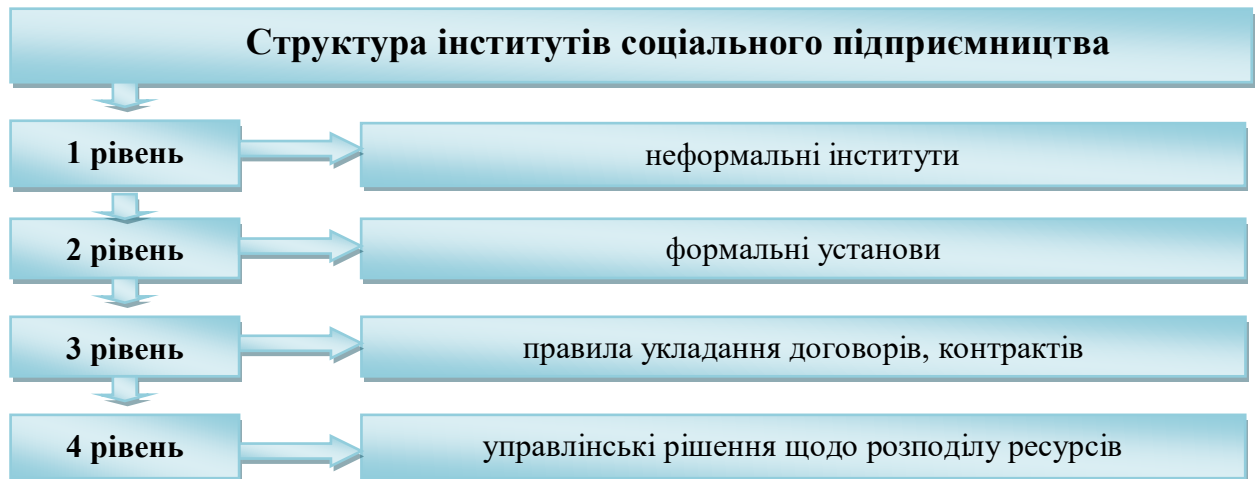 Структура інститутів соціального підприємництва
1 рівень
неформальні інститути
2 рівень
формальні установи
3 рівень
правила укладання договорів, контрактів
4 рівень
управлінські рішення щодо розподілу ресурсів